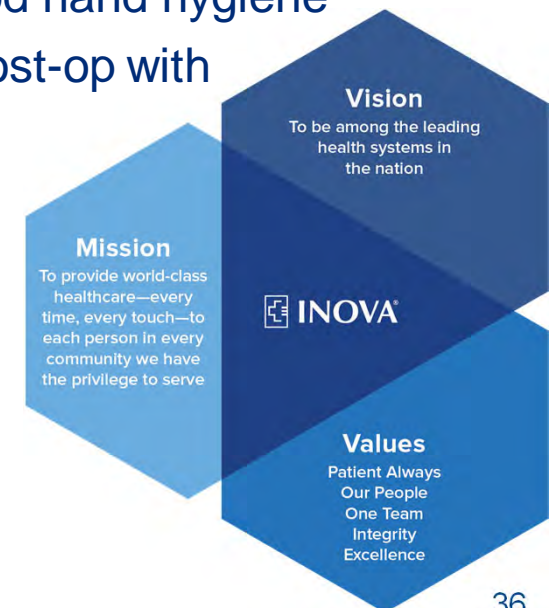 od hand hygiene
ost-op with
Vision
To be among the leading
health systems in
the nation
Mission
To provide world-class
healthcare—every
time, every touch—to
each person in every
community we have
the privilege to serve
INOVA®
Values
Patient Always
Our People
One Team
Integrity
Excellence
36